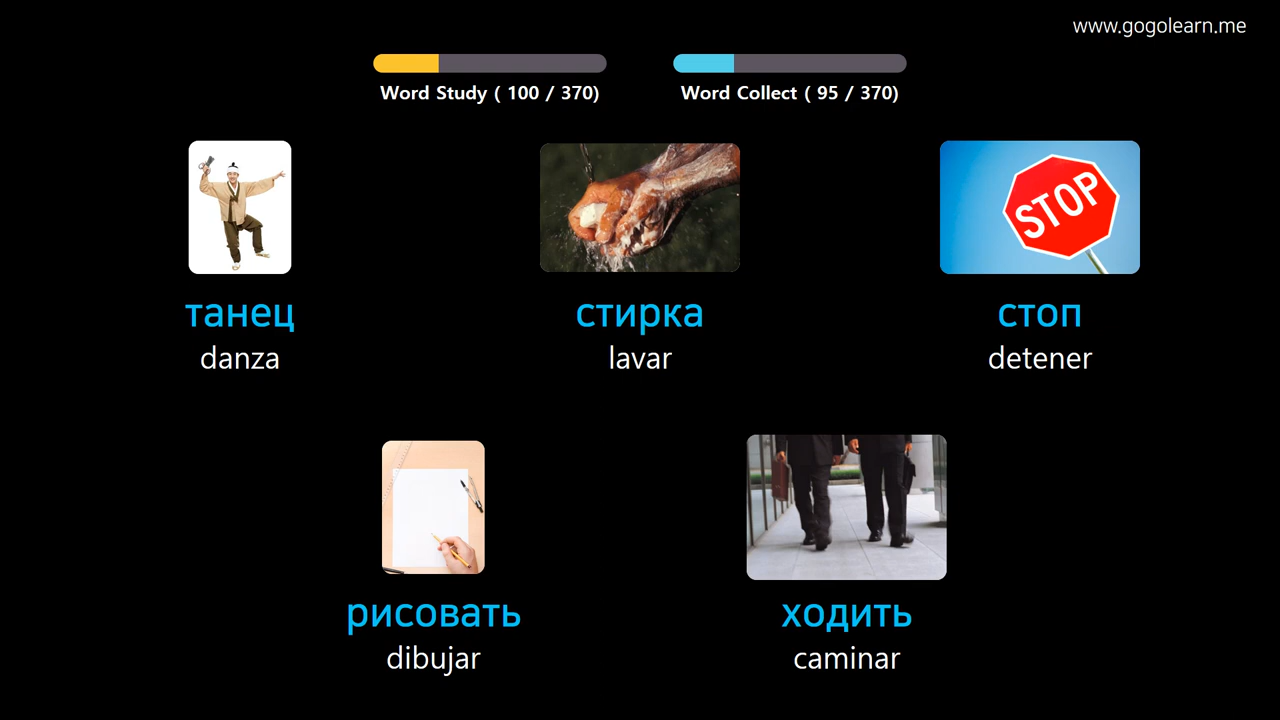 www.gogolearn.me
Word Study ( 100 / 370)
Word Collect ( 95 / 370)
STOP
танец
danza
стирка
lavar
стоп
detener
рисовать
dibujar
ходить
caminar